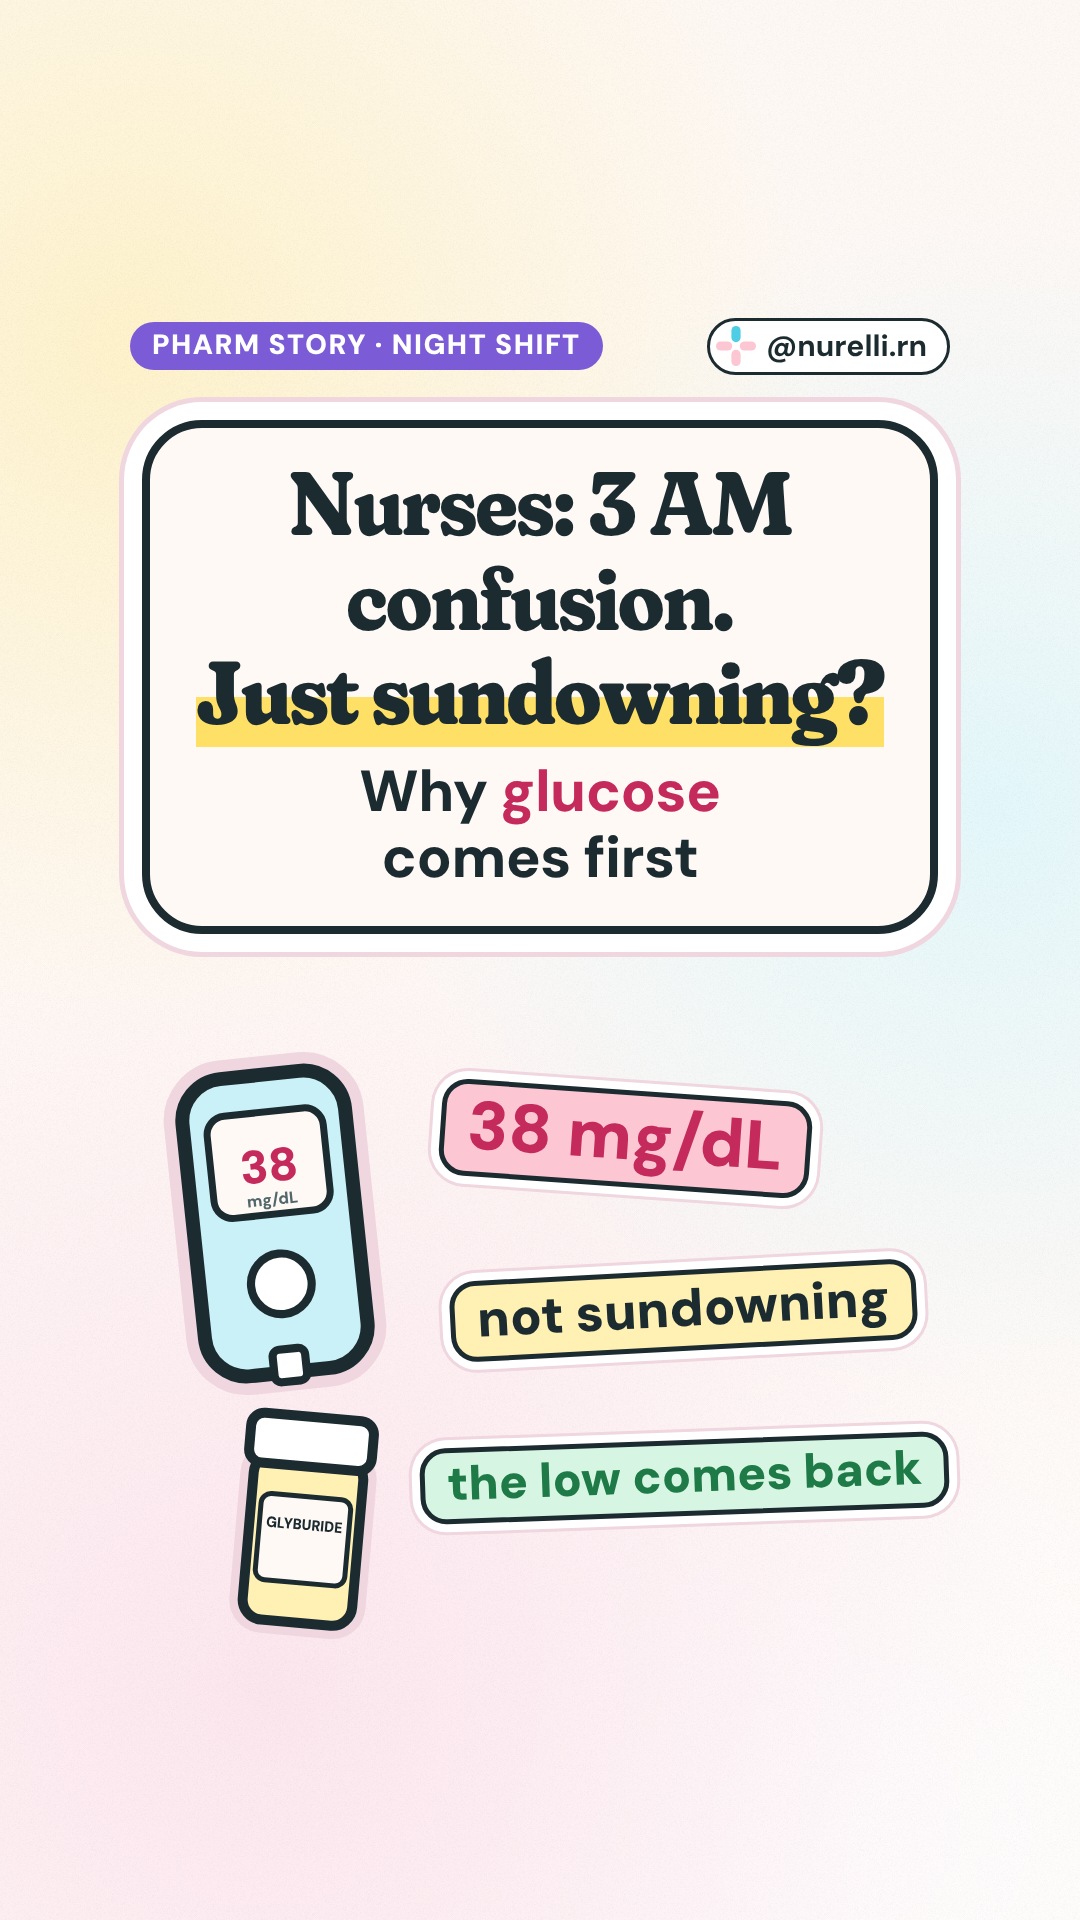 PHARM STORY · NIGHT SHIFT
@nurelli.rn
Nurses: 3 AM
confusion.
Just sundowning?
Why glucose
comes first
38
mg/dL
38 mg/dL
not sundowning
the low comes back
GLYBURIDE